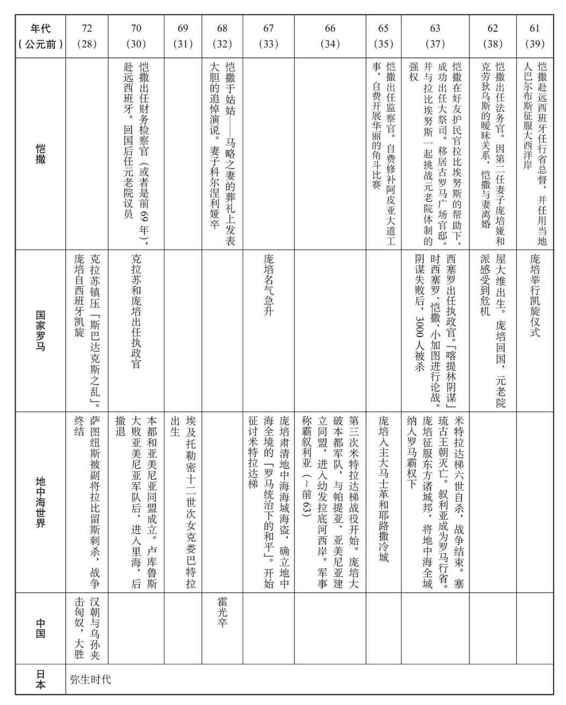 年代
（公元前）
72
（28）
70
（30）
69
（31）
68
（32）
67
（33）
66
（34）
65
（35）
63
（37）
62
（38）
61
（39）
恺撒
恺撒出任财务检察官（或者是前69年），
赴远西班牙。回国后任元老院议员
恺撒于姑姑——马略之妻的葬礼上发表
大胆的追悼演说。妻子科尔涅利娅卒
恺撒出任监察官。自费修补阿皮亚大道工
事，自费开展华丽的角斗比赛
恺撒在好友护民官拉比埃努斯的帮助下，
成功出任大祭司。移居古罗马广场官邸。
并与拉比埃努斯一起挑战元老院体制的
强权
恺撒出任法务官。因第二任妻子庞培娅和
克劳狄乌斯的暧昧关系，恺撒与妻离婚
恺撒赴远西班牙任行省总督，并任用当地
人巴尔布斯征服大西洋岸
国家罗马
克拉苏镇压「斯巴达克斯之乱」。
庞培自西班牙凯旋
克拉苏和庞培出任执政官
庞培名气急升
西塞罗出任执政官。「喀提林阴谋」
时西塞罗、恺撒、小加图进行论战。
阴谋失败后，3000人被杀
屋大维出生。庞培回国，元老院
派感受到危机
庞培举行凯旋仪式
地中海世界
萨图纽斯被副将拉比留斯刺杀，战争
终结
本都和亚美尼亚同盟成立。卢库鲁斯
大败亚美尼亚军队后，进入里海，后
撤退
埃及托勒密十二世次女克娄巴特拉
出生
庞培肃清地中海海域海盗，确立地中
海全境的「罗马统治下的和平」。开始
征讨米特拉达梯
第三次米特拉达梯战役开始。庞培大
破本都军队，与帕提亚、亚美尼亚建
立同盟，进入幼发拉底河西岸。军事
称霸叙利亚（－前63）
庞培入主大马士革和耶路撒冷城
米特拉达梯六世自杀，战争结束。塞
琉古王朝灭亡。叙利亚成为罗马行省。
庞培征服东方诸城邦，将地中海全域
纳入罗马霸权下
中国
汉朝与乌孙夹
击匈奴，大胜
霍光卒
日本
弥生时代